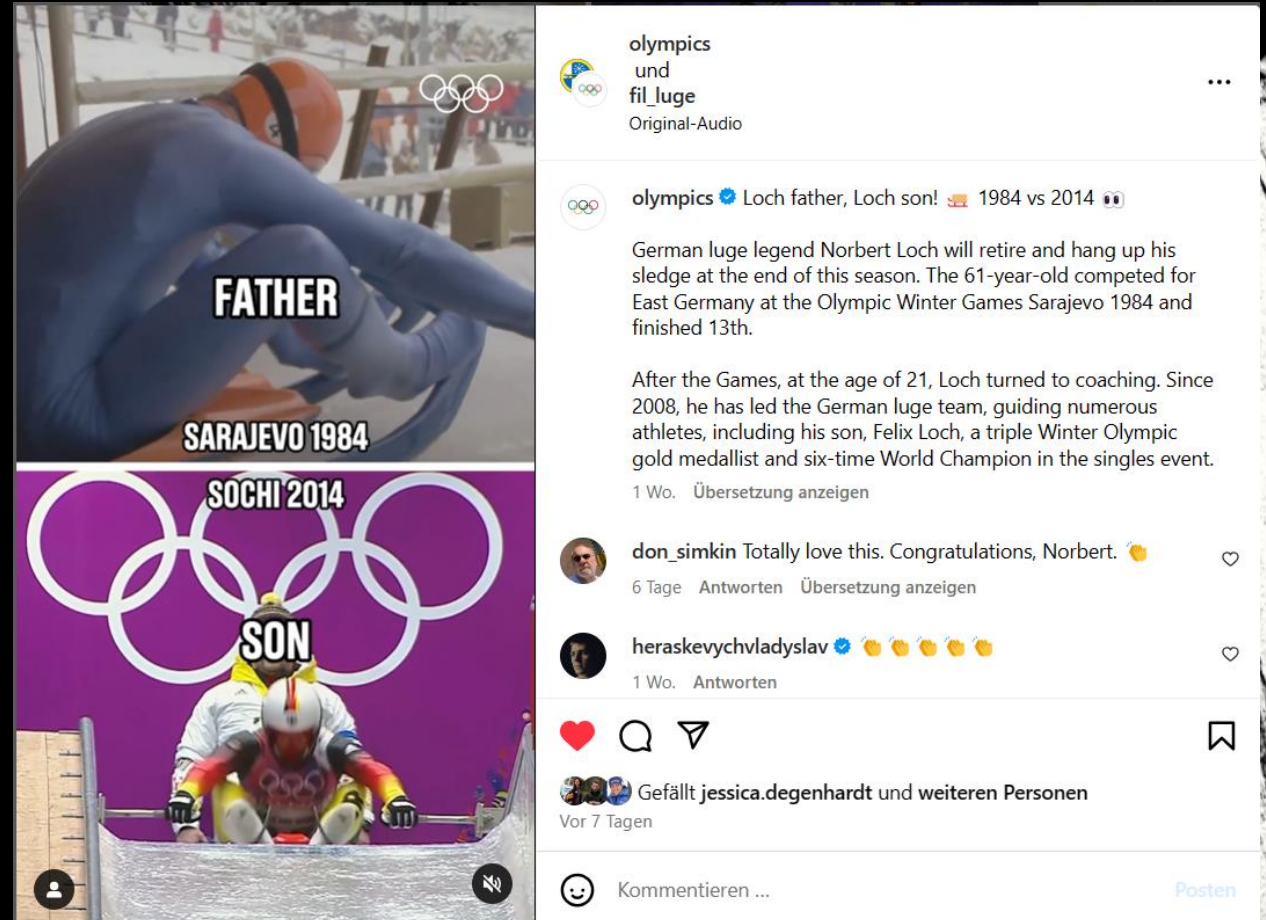 FATHER
SARAJEVO 1984
SOCHI 2014
SON
olympics
und
fil_luge
Original-Audio
olympics Loch father, Loch son! 🛷 1984 vs 2014 👀
German luge legend Norbert Loch will retire and hang up his
sledge at the end of this season. The 61-year-old competed for
East Germany at the Olympic Winter Games Sarajevo 1984 and
finished 13th.
After the Games, at the age of 21, Loch turned to coaching. Since
2008, he has led the German luge team, guiding numerous
athletes, including his son, Felix Loch, a triple Winter Olympic
gold medallist and six-time World Champion in the singles event.
1 Wo. Übersetzung anzeigen
don_simkin Totally love this. Congratulations, Norbert. 👏
6 Tage Antworten Übersetzung anzeigen
heraskevychvladyslav 👏👏👏👏👏
1 Wo. Antworten
Gefällt jessica.degenhardt und weiteren Personen
Vor 7 Tagen
Kommentieren ...
Posten